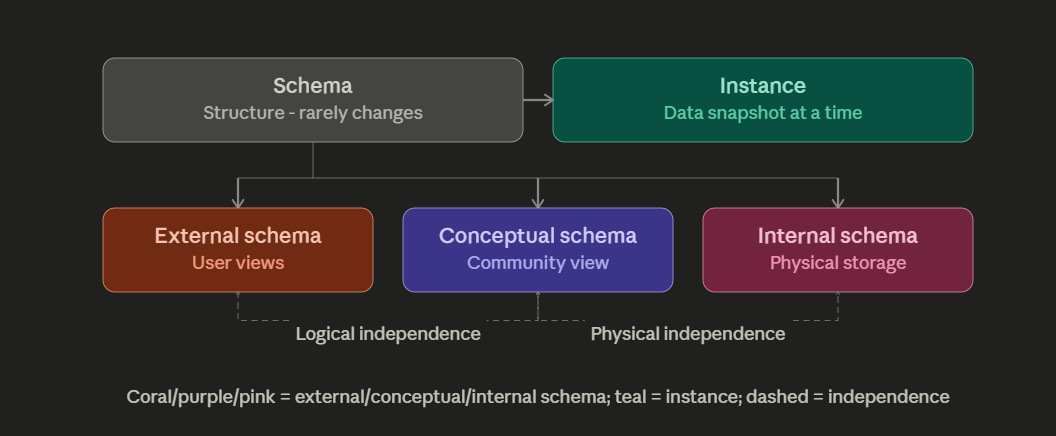 Schema
Structure - rarely changes
Instance
Data snapshot at a time
External schema
User views
Conceptual schema
Community view
Internal schema
Physical storage
Logical independence
Physical independence
Coral/purple/pink = external/conceptual/internal schema; teal = instance; dashed = independence